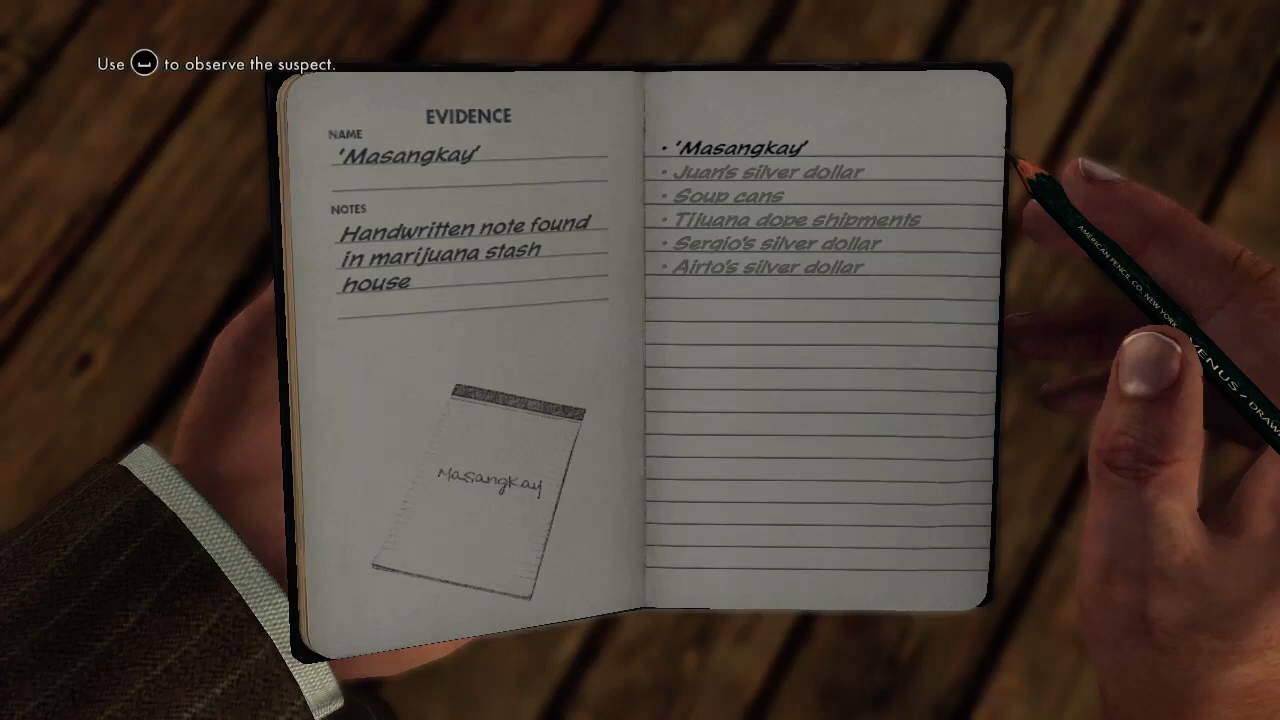 Use to observe the suspect.
EVIDENCE
NAME
'Masangkay'
NOTES
Handwritten note found
in marijuana stash
house
Masangkay
• 'Masangkay'
• Juan's silver dollar
• Soup cans
• Tijuana dope shipments
• Sergio's silver dollar
• Airto's silver dollar
AMERICAN PENCIL CO. NEW YORK
VENUS / DRAW